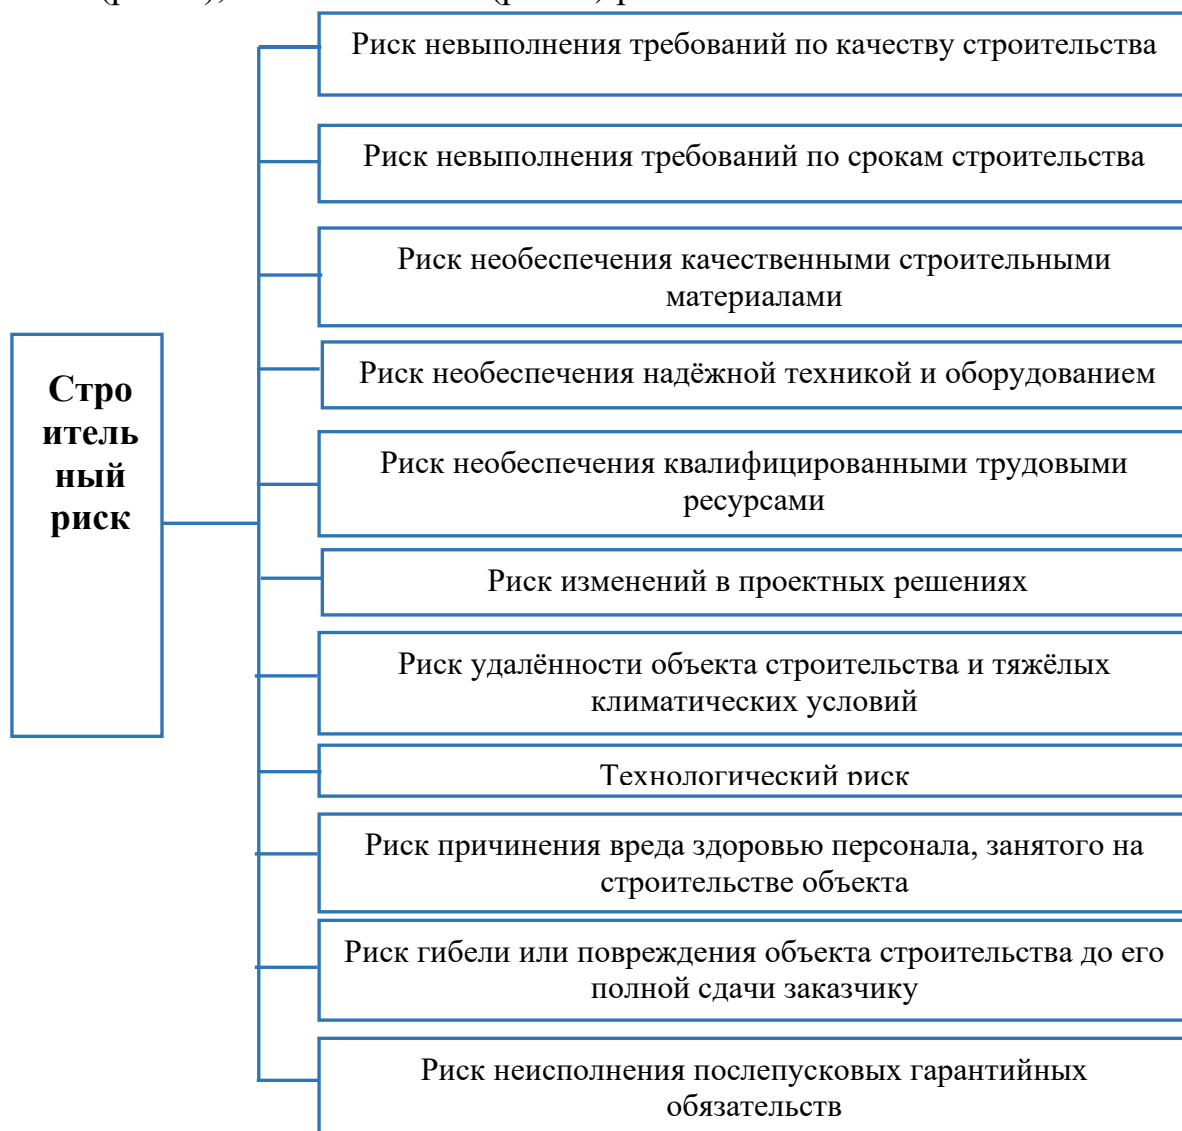 Риск невыполнения требований по качеству строительства
Риск невыполнения требований по срокам строительства
Риск необеспечения качественными строительными
материалами
Риск необеспечения надёжной техникой и оборудованием
Стро
итель
ный
риск
Риск необеспечения квалифицированными трудовыми
ресурсами
Риск изменений в проектных решениях
Риск удалённости объекта строительства и тяжёлых
климатических условий
Технологический риск
Риск причинения вреда здоровью персонала, занятого на
строительстве объекта
Риск гибели или повреждения объекта строительства до его
полной сдачи заказчику
Риск неисполнения послепусковых гарантийных
обязательств